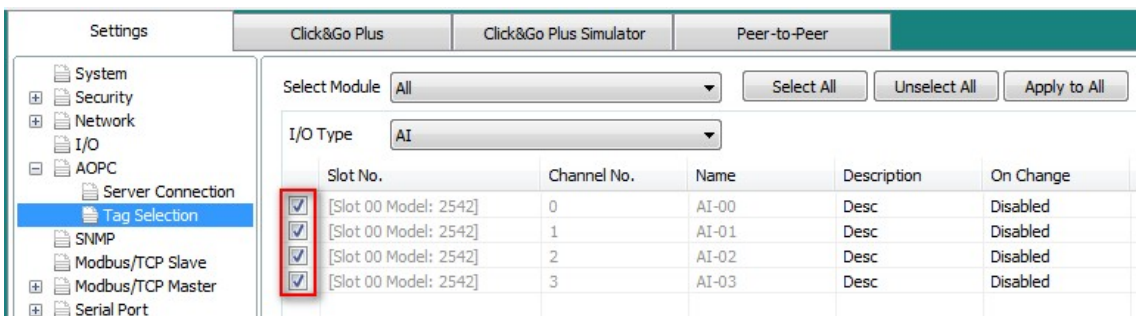 Settings
Click&Go Plus
Click&Go Plus Simulator
Peer-to-Peer
System
Security
Network
I/O
AOPC
Server Connection
Tag Selection
SNMP
Modbus/TCP Slave
Modbus/TCP Master
Serial Port
Select Module All Select All Unselect All Apply to All
I/O Type AI
Slot No. Channel No. Name Description On Change
[Slot 00 Model: 2542] 0 AI-00 Desc Disabled
[Slot 00 Model: 2542] 1 AI-01 Desc Disabled
[Slot 00 Model: 2542] 2 AI-02 Desc Disabled
[Slot 00 Model: 2542] 3 AI-03 Desc Disabled